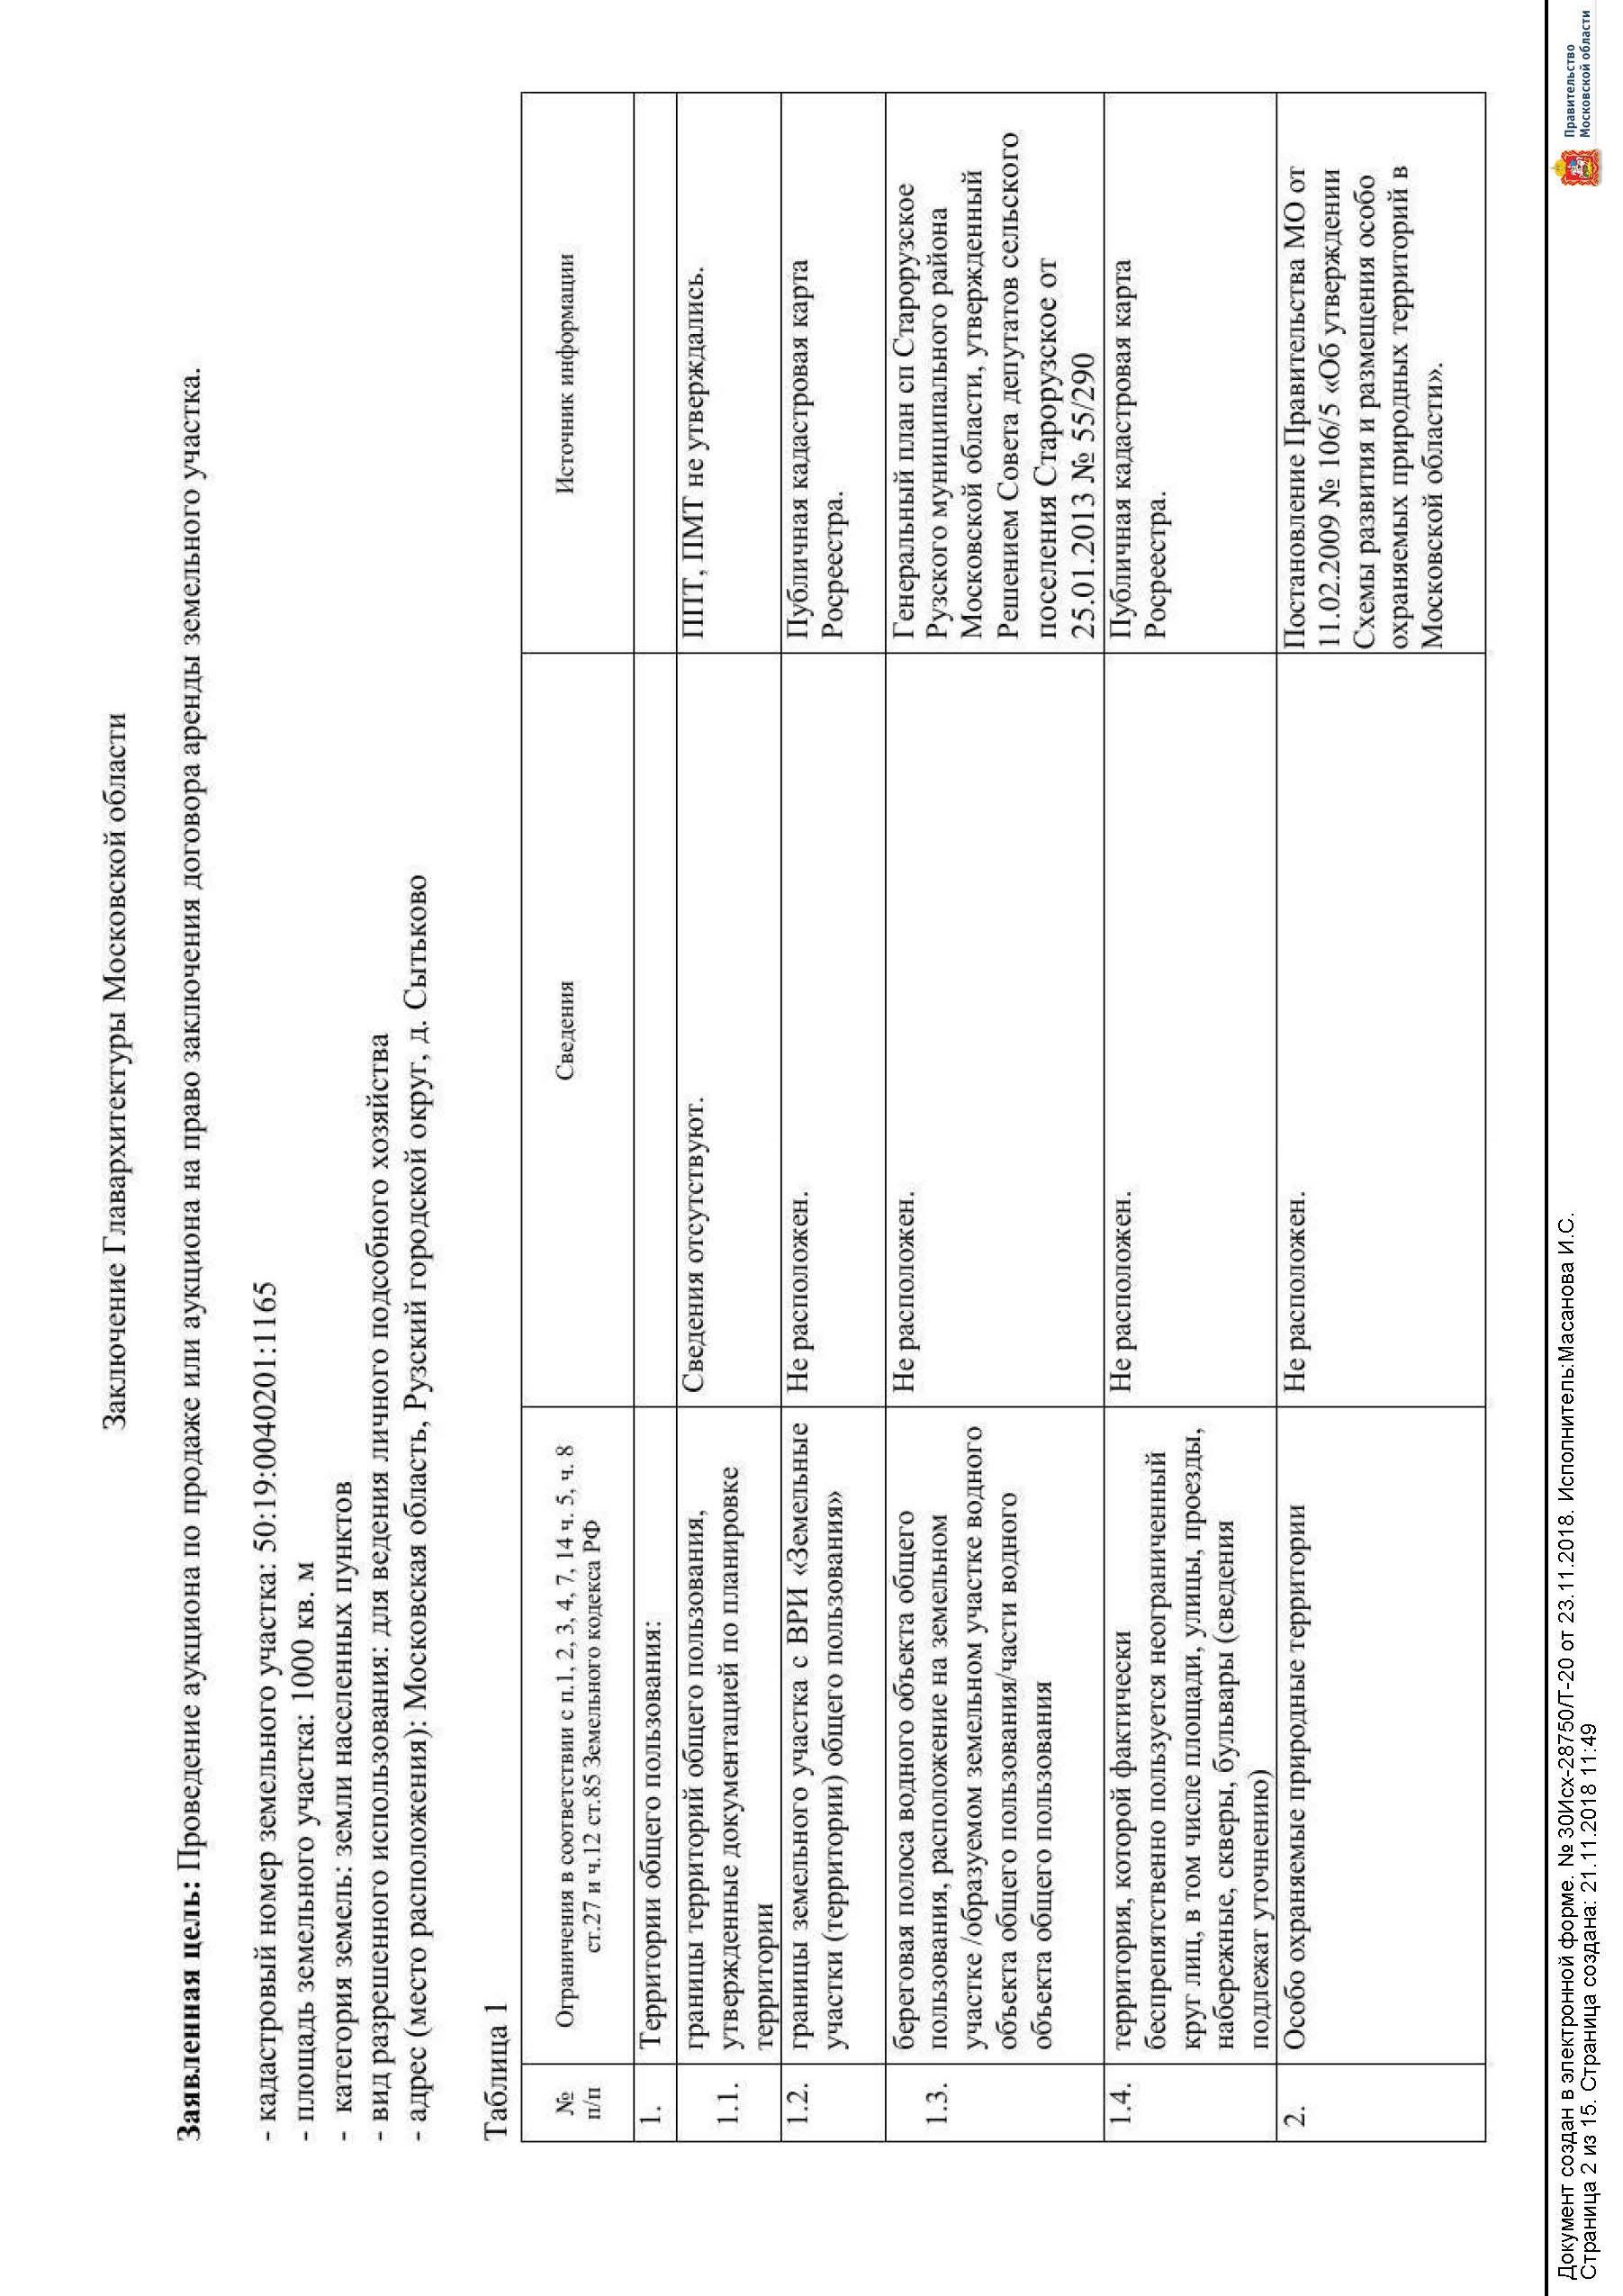 Заключение Главархитектуры Московской области
Заявленная цель: Проведение аукциона по продаже или аукциона на право заключения договора аренды земельного участка.
- кадастровый номер земельного участка: 50:19:0040201:1165
- площадь земельного участка: 1000 кв. м
- категория земель: земли населенных пунктов
- вид разрешенного использования: для ведения личного подсобного хозяйства
- адрес (место расположения): Московская область, Рузский городской округ, д. Сытьково
Таблица 1
№
п/п
Ограничения в соответствии с п.1, 2, 3, 4, 7, 14 ч. 5, ч. 8
ст.27 и ч.12 ст.85 Земельного кодекса РФ
Сведения
Источник информации
1.
Территории общего пользования:
1.1.
границы территорий общего пользования,
утвержденные документацией по планировке
территории
Сведения отсутствуют.
ППТ, ПМТ не утверждались.
1.2.
границы земельного участка с ВРИ «Земельные
участки (территории) общего пользования»
Не расположен.
Публичная кадастровая карта
Росреестра.
1.3.
береговая полоса водного объекта общего
пользования, расположение на земельном
участке /образуемом земельном участке водного
объекта общего пользования/части водного
объекта общего пользования
Не расположен.
Генеральный план сп Старорузское
Рузского муниципального района
Московской области, утвержденный
Решением Совета депутатов сельского
поселения Старорузское от
25.01.2013 № 55/290
1.4.
территория, которой фактически
беспрепятственно пользуется неограниченный
круг лиц, в том числе площади, улицы, проезды,
набережные, скверы, бульвары (сведения
подлежат уточнению)
Не расположен.
Публичная кадастровая карта
Росреестра.
2.
Особо охраняемые природные территории
Не расположен.
Постановление Правительства МО от
11.02.2009 № 106/5 «Об утверждении
Схемы развития и размещения особо
охраняемых природных территорий в
Московской области».
Документ создан в электронной форме. № 30Исх-28750/Т-20 от 23.11.2018. Исполнитель:Масанова И.С.
Страница 2 из 15. Страница создана: 21.11.2018 11:49
Правительство
Московской области